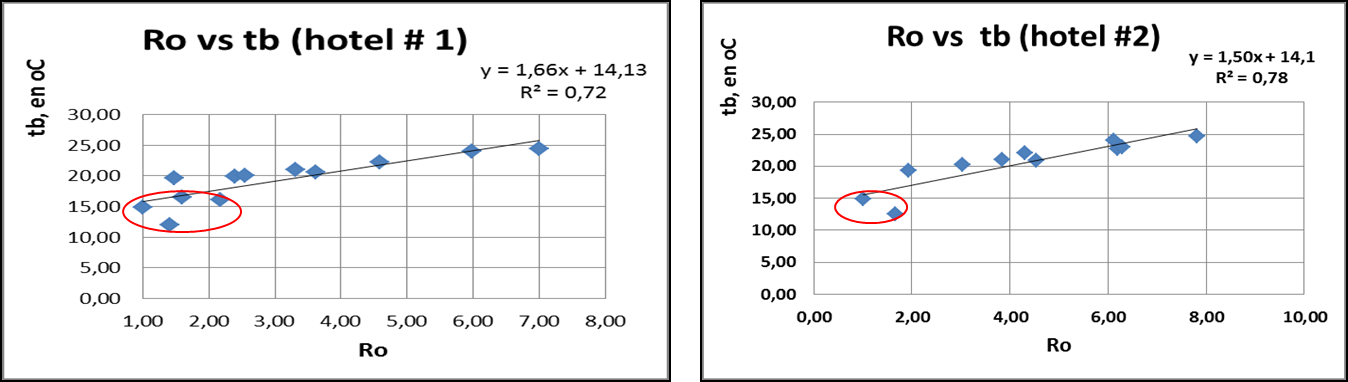 Ro vs tb (hotel # 1)
y = 1,66x + 14,13
R² = 0,72
tb, en oC
30,00
25,00
20,00
15,00
10,00
5,00
0,00
1,00 2,00 3,00 4,00 5,00 6,00 7,00 8,00
Ro
Ro vs tb (hotel #2)
y = 1,50x + 14,1
R² = 0,78
tb, en oC
30,00
25,00
20,00
15,00
10,00
5,00
0,00
0,00 2,00 4,00 6,00 8,00 10,00
Ro